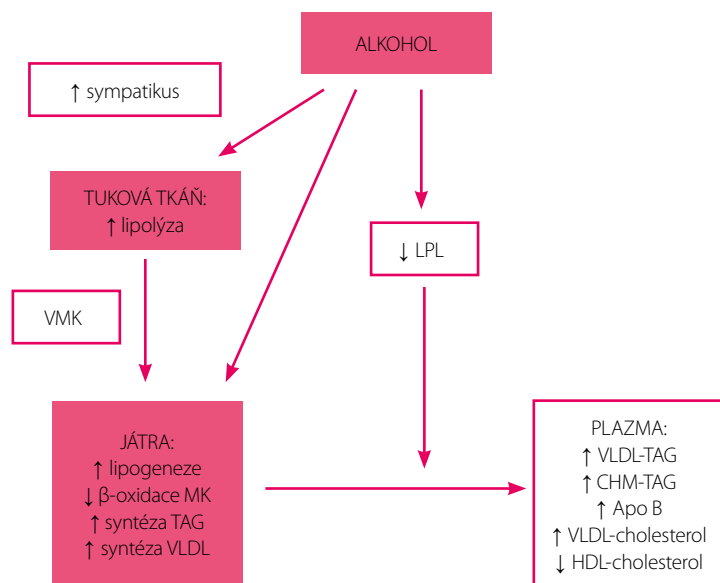 ALKOHOL
↑ sympatikus
TUKOVÁ TKÁŇ:
↑ lipolýza
↓ LPL
VMK
JÁTRA:
↑ lipogeneze
↓ β-oxidace MK
↑ syntéza TAG
↑ syntéza VLDL
PLAZMA:
↑ VLDL-TAG
↑ CHM-TAG
↑ Apo B
↑ VLDL-cholesterol
↓ HDL-cholesterol